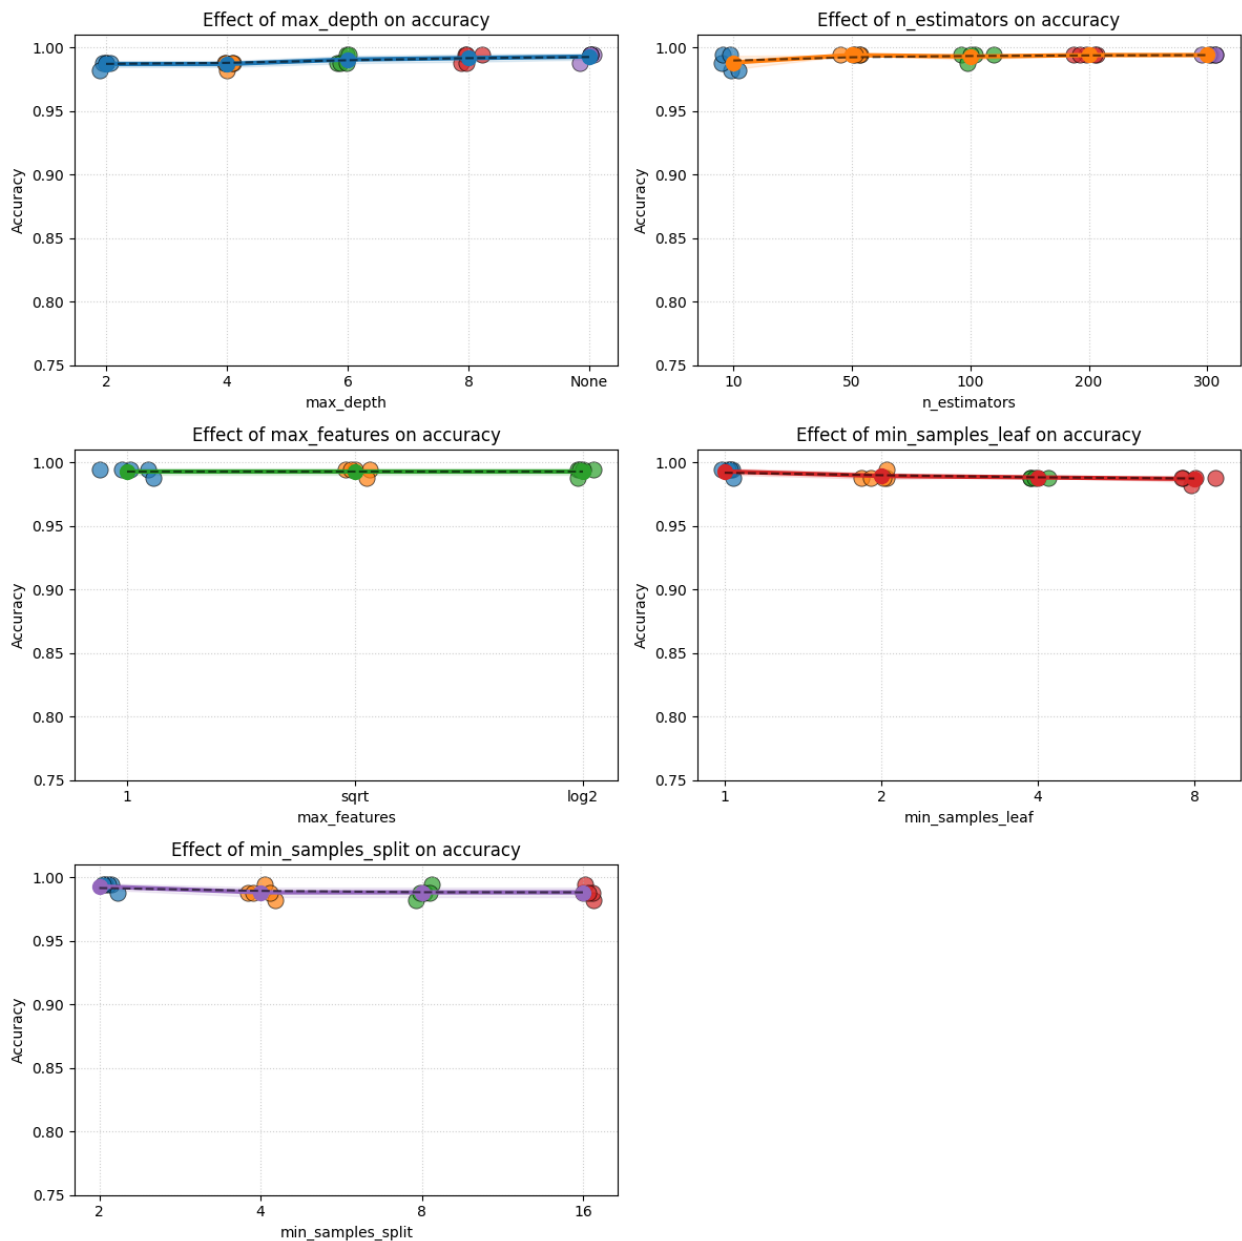 Effect of max_depth on accuracy
1.00
0.95
0.90
0.85
0.80
0.75
Accuracy
2 4 6 8 None
max_depth
Effect of n_estimators on accuracy
1.00
0.95
0.90
0.85
0.80
0.75
Accuracy
10 50 100 200 300
n_estimators
Effect of max_features on accuracy
1.00
0.95
0.90
0.85
0.80
0.75
Accuracy
1 sqrt log2
max_features
Effect of min_samples_leaf on accuracy
1.00
0.95
0.90
0.85
0.80
0.75
Accuracy
1 2 4 8
min_samples_leaf
Effect of min_samples_split on accuracy
1.00
0.95
0.90
0.85
0.80
0.75
Accuracy
2 4 8 16
min_samples_split